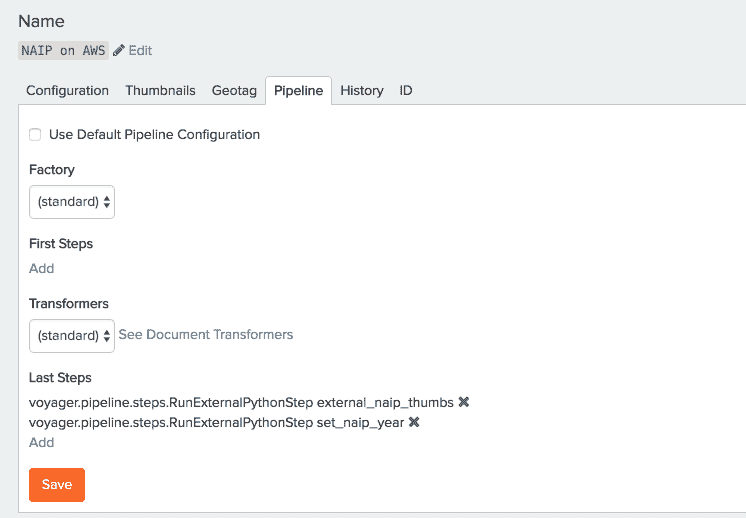 Name
NAIP on AWS Edit
Configuration Thumbnails Geotag Pipeline History ID
Use Default Pipeline Configuration
Factory
(standard)
First Steps
Add
Transformers
(standard) See Document Transformers
Last Steps
voyager.pipeline.steps.RunExternalPythonStep external_naip_thumbs
voyager.pipeline.steps.RunExternalPythonStep set_naip_year
Add
Save